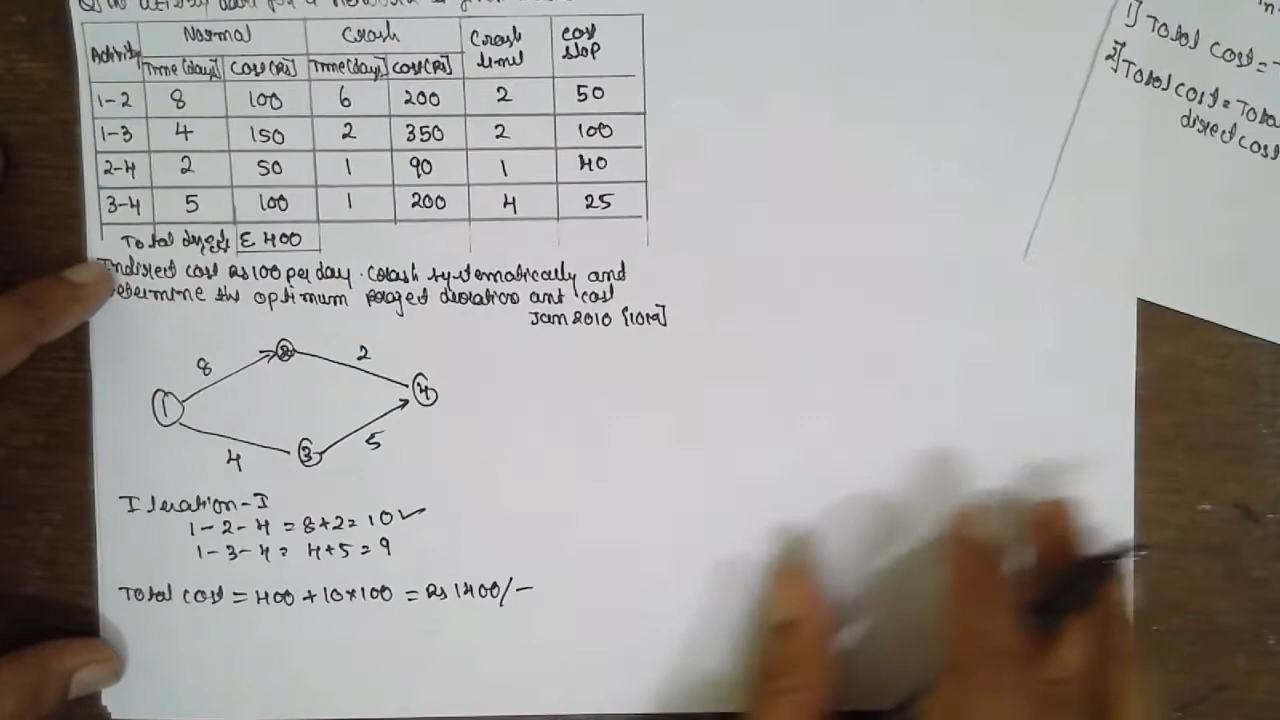 Activity Normal Crash Crash limit cost slop
Time [days] cost (Rs) Time [days] cost (Rs)
1-2 8 100 6 200 2 50
1-3 4 150 2 350 2 100
2-4 2 50 1 90 1 40
3-4 5 100 1 200 4 25
Total Σ 400
Indirect cost Rs 100 per day. Crash systematically and
Determine the optimum project duration and cost
Jan 2010 [10M]
8 2 2
1 4
4 3 5
Iteration-I
1-2-4 = 8+2= 10 ✓
1-3-4= 4+5=9
Total cost = 400 + 10×100 = Rs 1400/-
1] Total cost =
2] Total cost = Total
direct cost